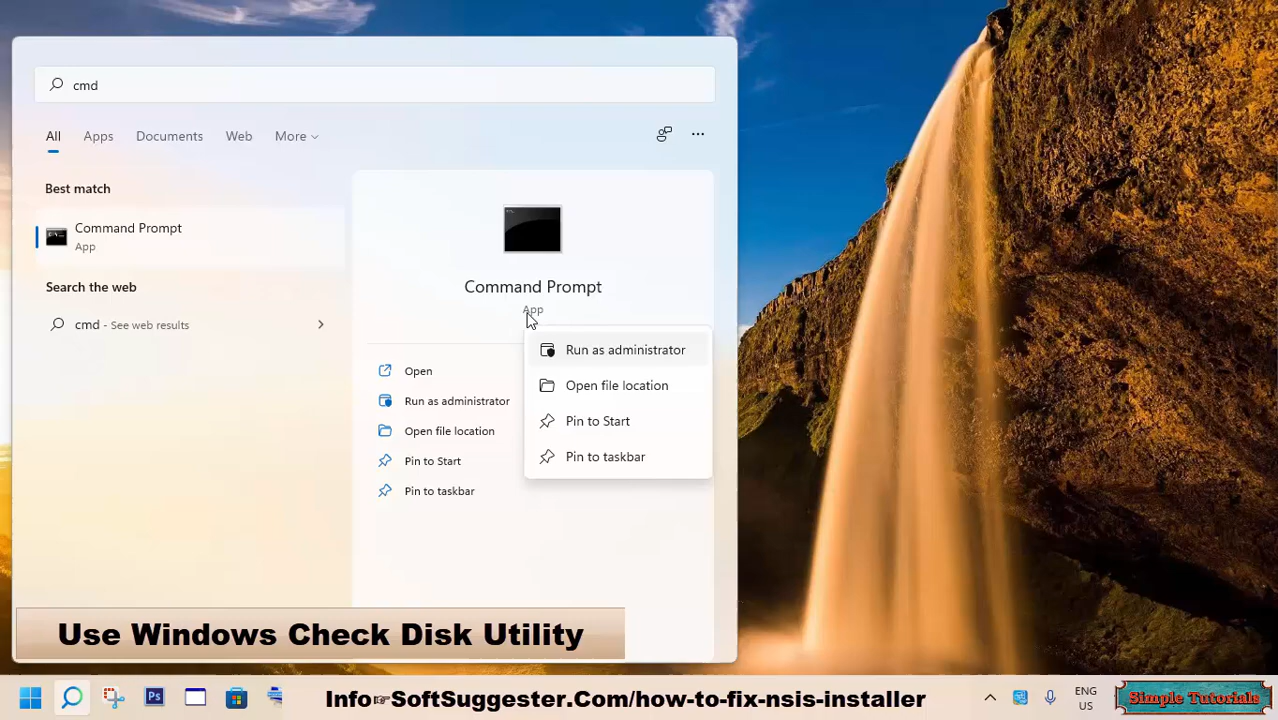 cmd
All Apps Documents Web More
Best match
Command Prompt
App
Search the web
cmd - See web results
Command Prompt
App
Open
Run as administrator
Open file location
Pin to Start
Pin to taskbar
Run as administrator
Open file location
Pin to Start
Pin to taskbar
Use Windows Check Disk Utility
Ps
Info☞SoftSuggestor.Com/how-to-fix-nsis-installer
ENG
US
Simple Tutorials